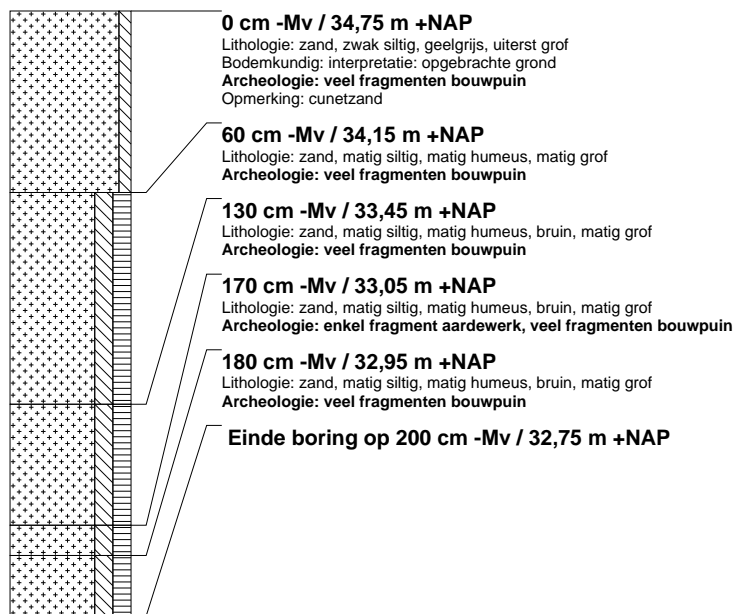 0 cm -Mv / 34,75 m +NAP
Lithologie: zand, zwak siltig, geelgrijs, uiterst grof
Bodemkundig: interpretatie: opgebrachte grond
Archeologie: veel fragmenten bouwpuin
Opmerking: cunetzand
60 cm -Mv / 34,15 m +NAP
Lithologie: zand, matig siltig, matig humeus, matig grof
Archeologie: veel fragmenten bouwpuin
130 cm -Mv / 33,45 m +NAP
Lithologie: zand, matig siltig, matig humeus, bruin, matig grof
Archeologie: veel fragmenten bouwpuin
170 cm -Mv / 33,05 m +NAP
Lithologie: zand, matig siltig, matig humeus, bruin, matig grof
Archeologie: enkel fragment aardewerk, veel fragmenten bouwpuin
180 cm -Mv / 32,95 m +NAP
Lithologie: zand, matig siltig, matig humeus, bruin, matig grof
Archeologie: veel fragmenten bouwpuin
Einde boring op 200 cm -Mv / 32,75 m +NAP